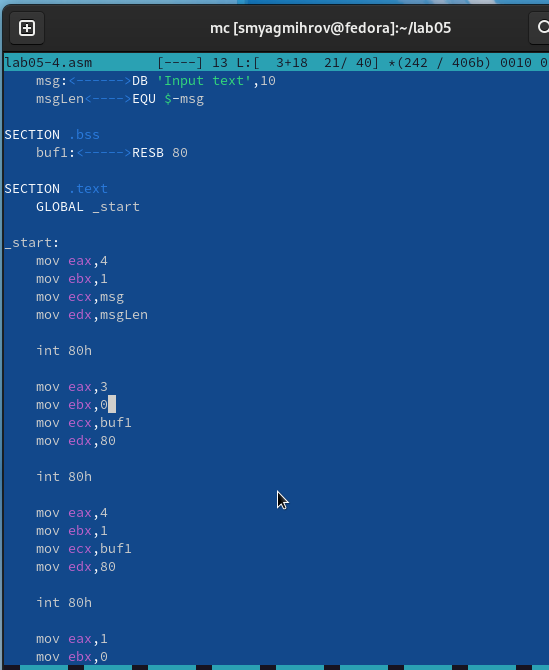 mc [smyagmihrov@fedora]:~/lab05
lab05-4.asm [----] 13 L:[ 3+18 21/ 40] *(242 / 406b) 0010 0
msg:<------>DB 'Input text',10
msgLen<---->EQU $-msg
SECTION .bss
buf1:<----->RESB 80
SECTION .text
GLOBAL _start
_start:
mov eax,4
mov ebx,1
mov ecx,msg
mov edx,msgLen
int 80h
mov eax,3
mov ebx,0
mov ecx,buf1
mov edx,80
int 80h
mov eax,4
mov ebx,1
mov ecx,buf1
mov edx,80
int 80h
mov eax,1
mov ebx,0